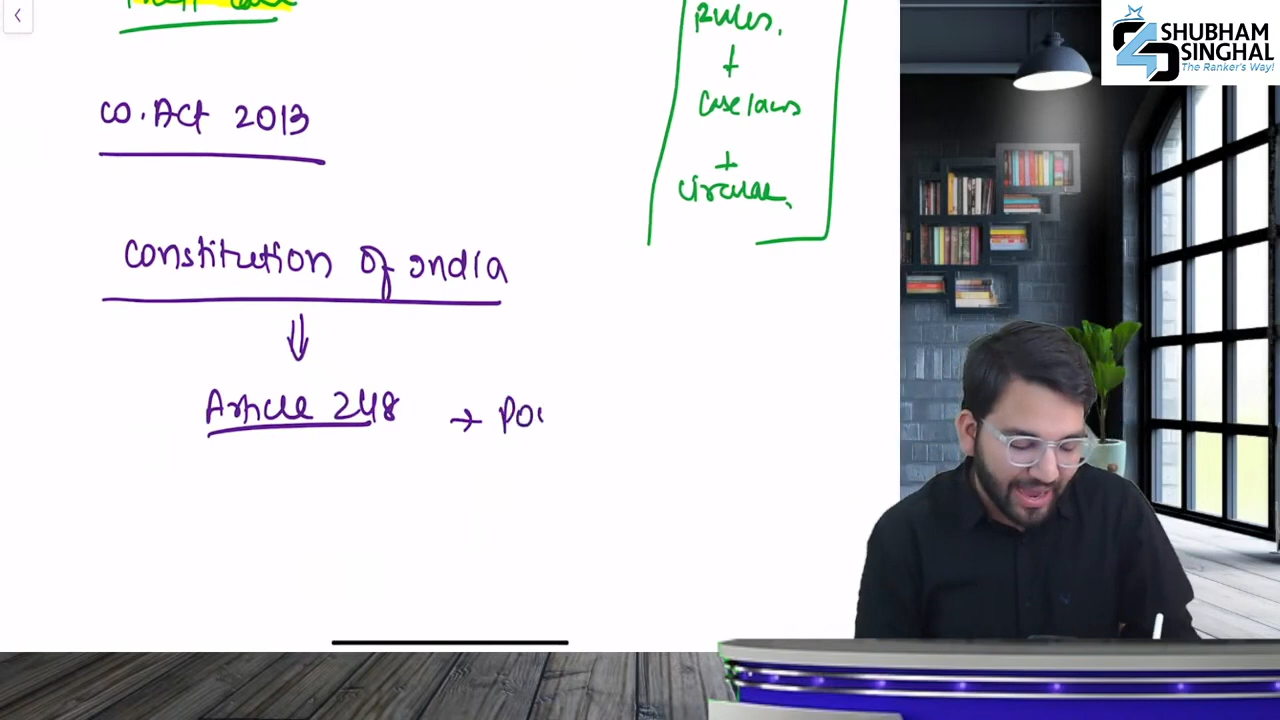 co. Act 2013
Constitution of India
Article 248 → Po
Rules.
+
Case laws
+
Circular.
SHUBHAM
SINGHAL
The Ranker's Way!